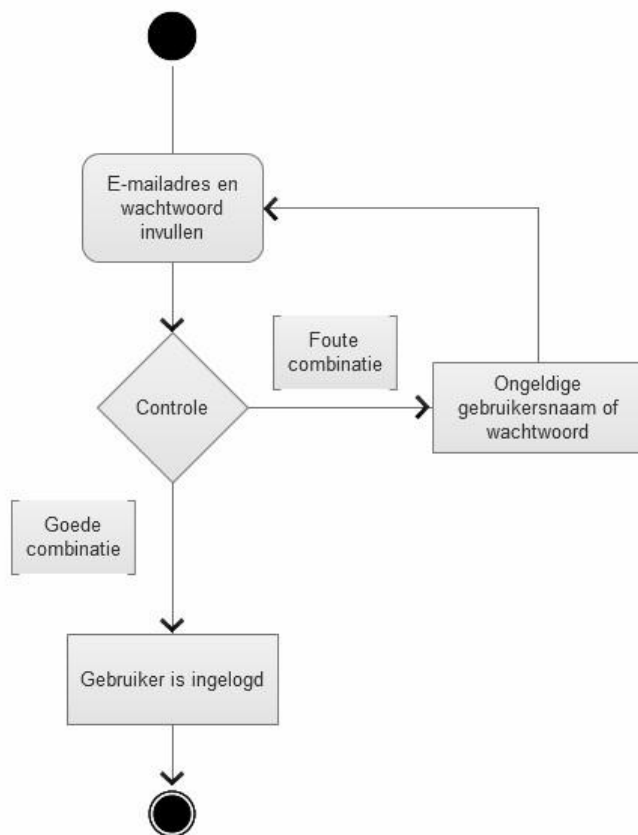 E-mailadres en
wachtwoord
invullen
Foute
combinatie
Controle
Ongeldige
gebruikersnaam of
wachtwoord
Goede
combinatie
Gebruiker is ingelogd